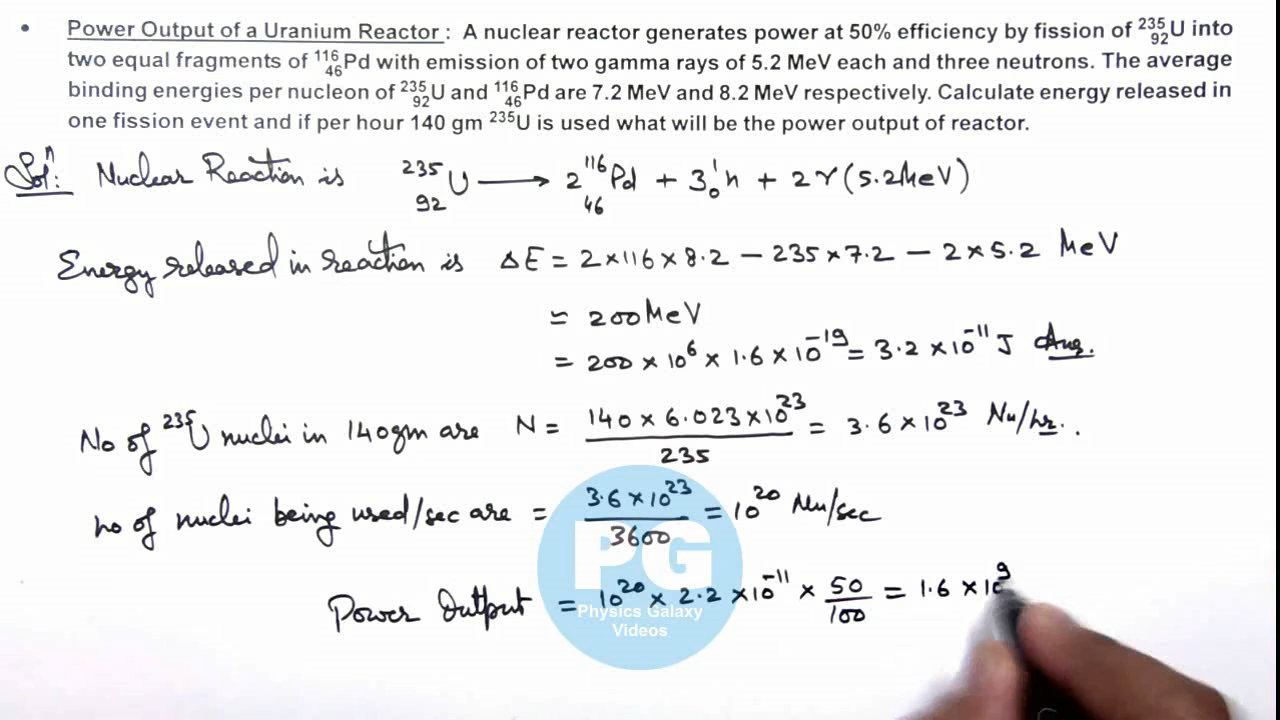 • Power Output of a Uranium Reactor : A nuclear reactor generates power at 50% efficiency by fission of ²³⁵₉₂U into
two equal fragments of ¹¹⁶₄₆Pd with emission of two gamma rays of 5.2 MeV each and three neutrons. The average
binding energies per nucleon of ²³⁵₉₂U and ¹¹⁶₄₆Pd are 7.2 MeV and 8.2 MeV respectively. Calculate energy released in
one fission event and if per hour 140 gm ²³⁵U is used what will be the power output of reactor.
Solⁿ: Nuclear Reaction is ²³⁵₉₂U ⟶ 2 ¹¹⁶₄₆Pd + 3 ¹₀n + 2γ (5.2MeV)
Energy released in reaction is ΔE = 2×116×8.2 − 235×7.2 − 2×5.2 MeV
≃ 200MeV
= 200 × 10⁶ × 1.6 × 10⁻¹⁹ = 3.2 × 10⁻¹¹ J Ans.
No of ²³⁵U nuclei in 140gm are N = 140 × 6.023 × 10²³ / 235 = 3.6 × 10²³ Nu/hr.
no of nuclei being used/sec are = 3.6 × 10²³ / 3600 = 10²⁰ Nu/sec
Power Output = 10²⁰ × 2.2 × 10⁻¹¹ × 50/100 = 1.6 × 10⁹
PG
Physics Galaxy
Videos